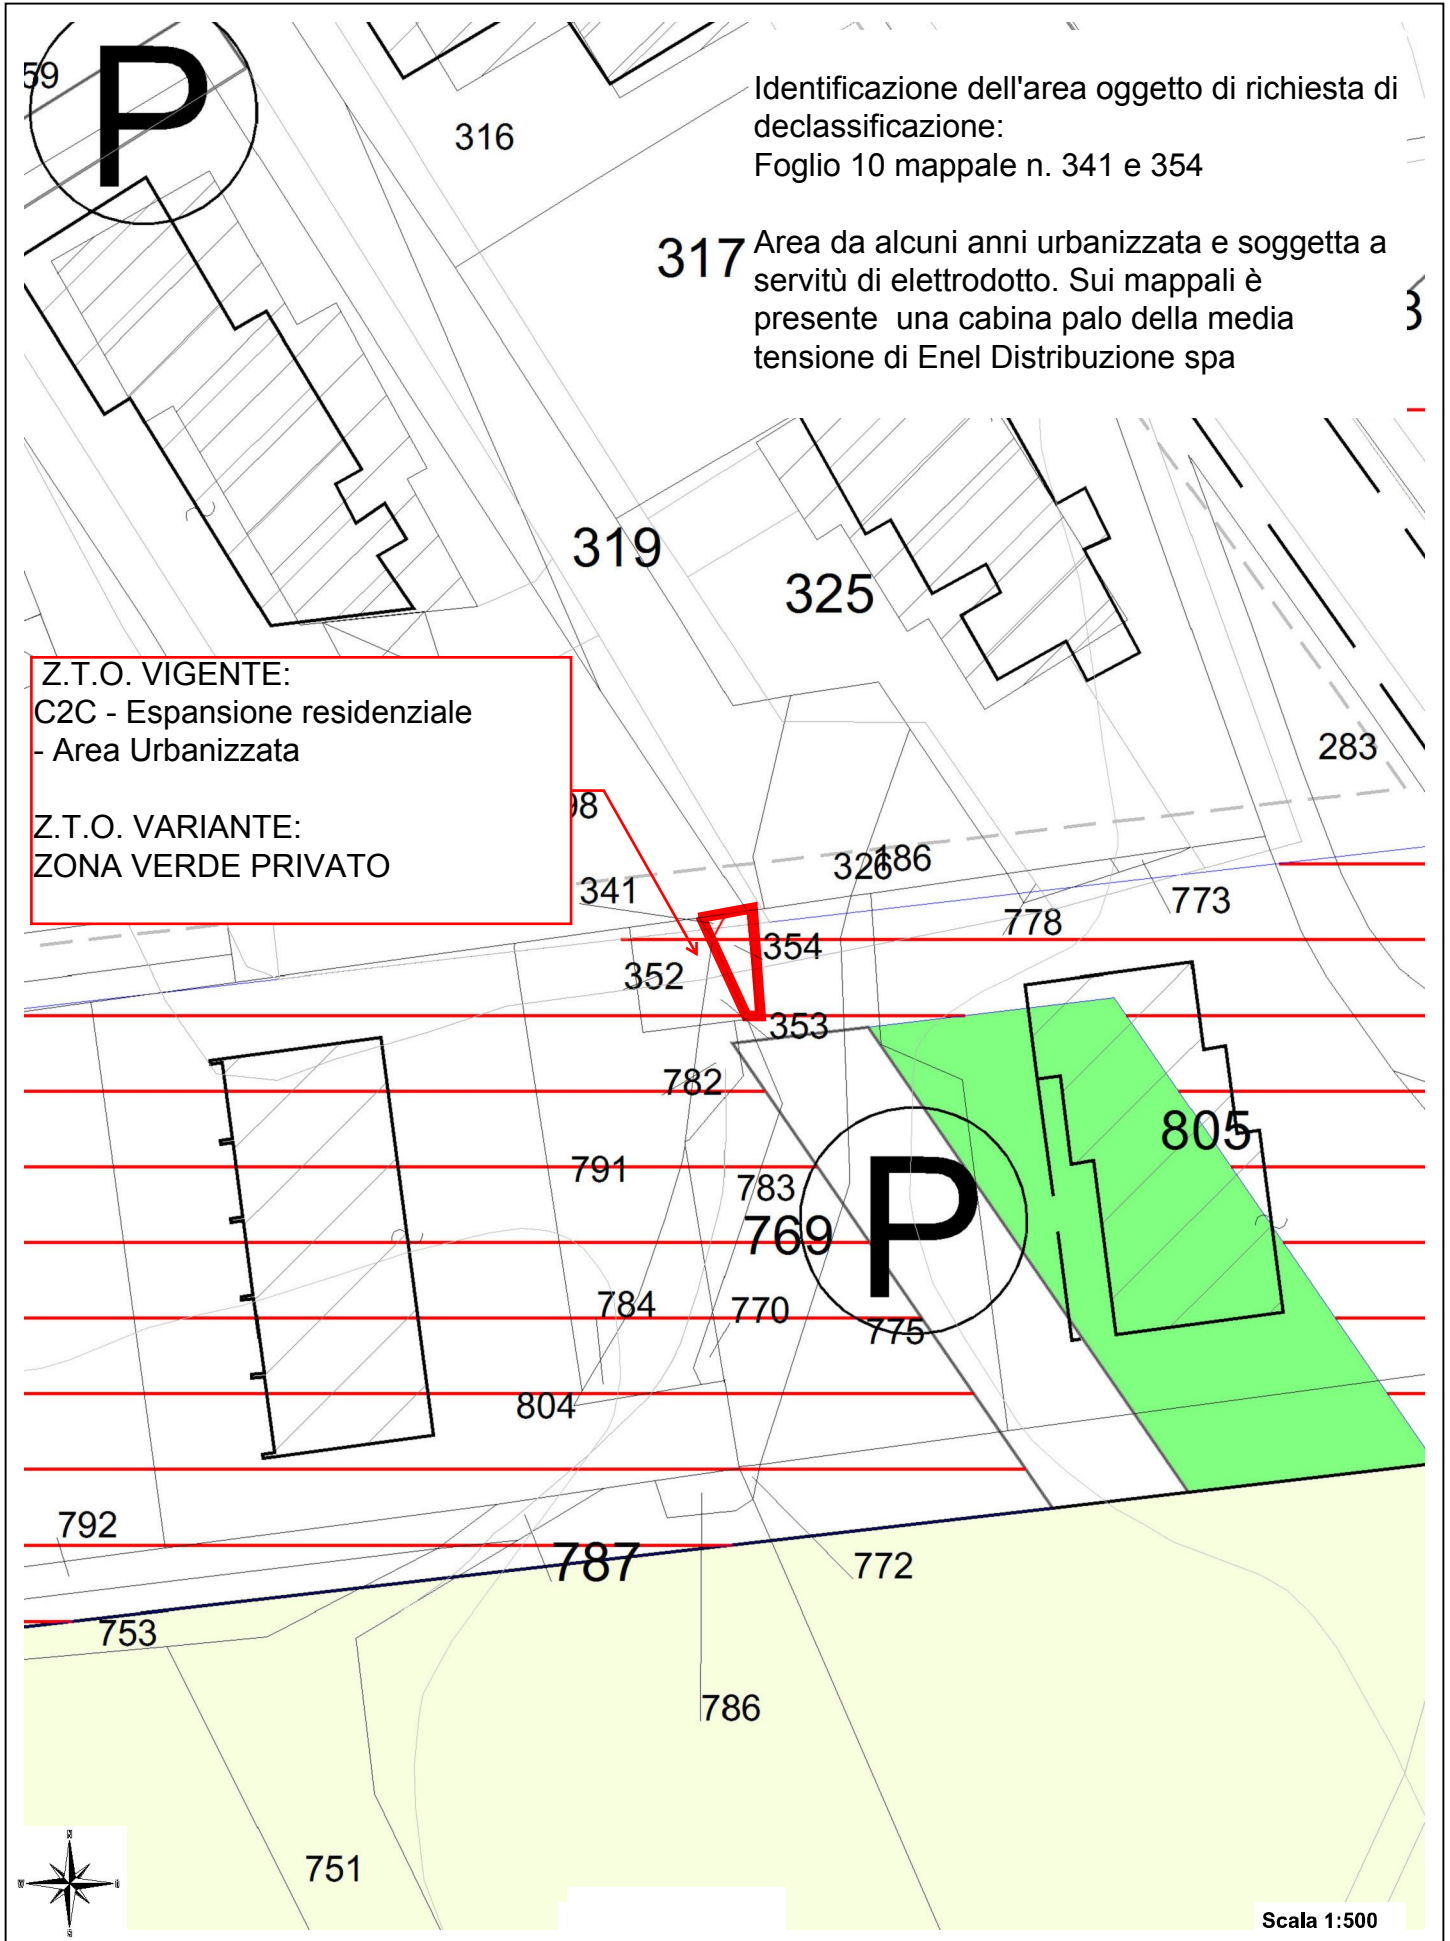 59
P
316
Identificazione dell'area oggetto di richiesta di
declassificazione:
Foglio 10 mappale n. 341 e 354
317
Area da alcuni anni urbanizzata e soggetta a
servitù di elettrodotto. Sui mappali è
presente una cabina palo della media
tensione di Enel Distribuzione spa
319
325
Z.T.O. VIGENTE:
C2C - Espansione residenziale
- Area Urbanizzata
Z.T.O. VARIANTE:
ZONA VERDE PRIVATO
283
98
341
326
186
773
778
354
352
353
782
805
791
783
769
P
784
770
775
804
792
787
772
753
786
751
N
W
Scala 1:500